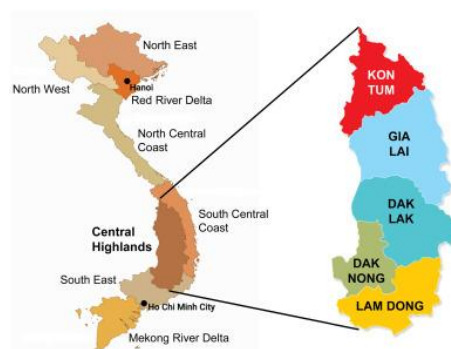 North East
Hanoi
North West
Red River Delta
North Central
Coast
Central
Highlands
South Central
Coast
South East
Ho Chi Minh City
Mekong River Delta
KON
TUM
GIA
LAI
DAK
LAK
DAK
NONG
LAM DONG